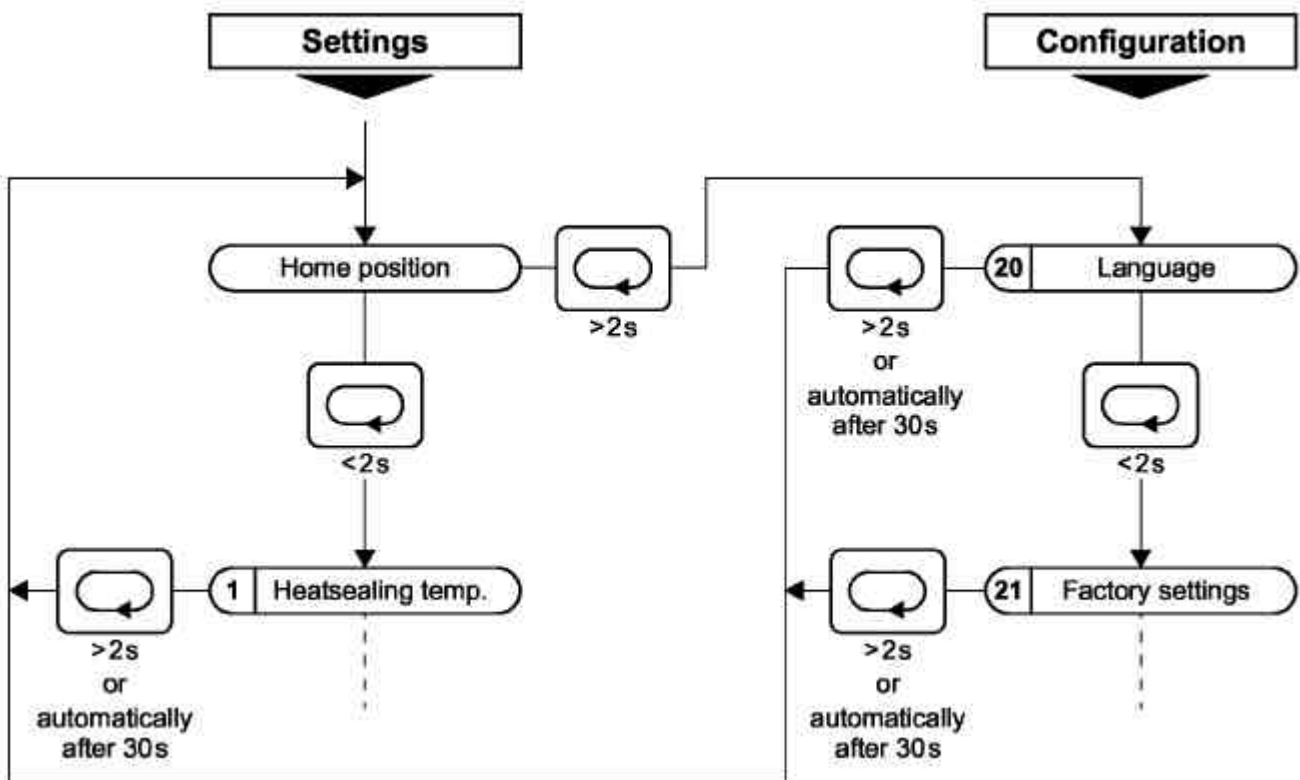 Settings
Configuration
Home position
>2s
20 Language
>2s
or
automatically
after 30s
<2s
<2s
1 Heatsealing temp.
>2s
or
automatically
after 30s
21 Factory settings
>2s
or
automatically
after 30s